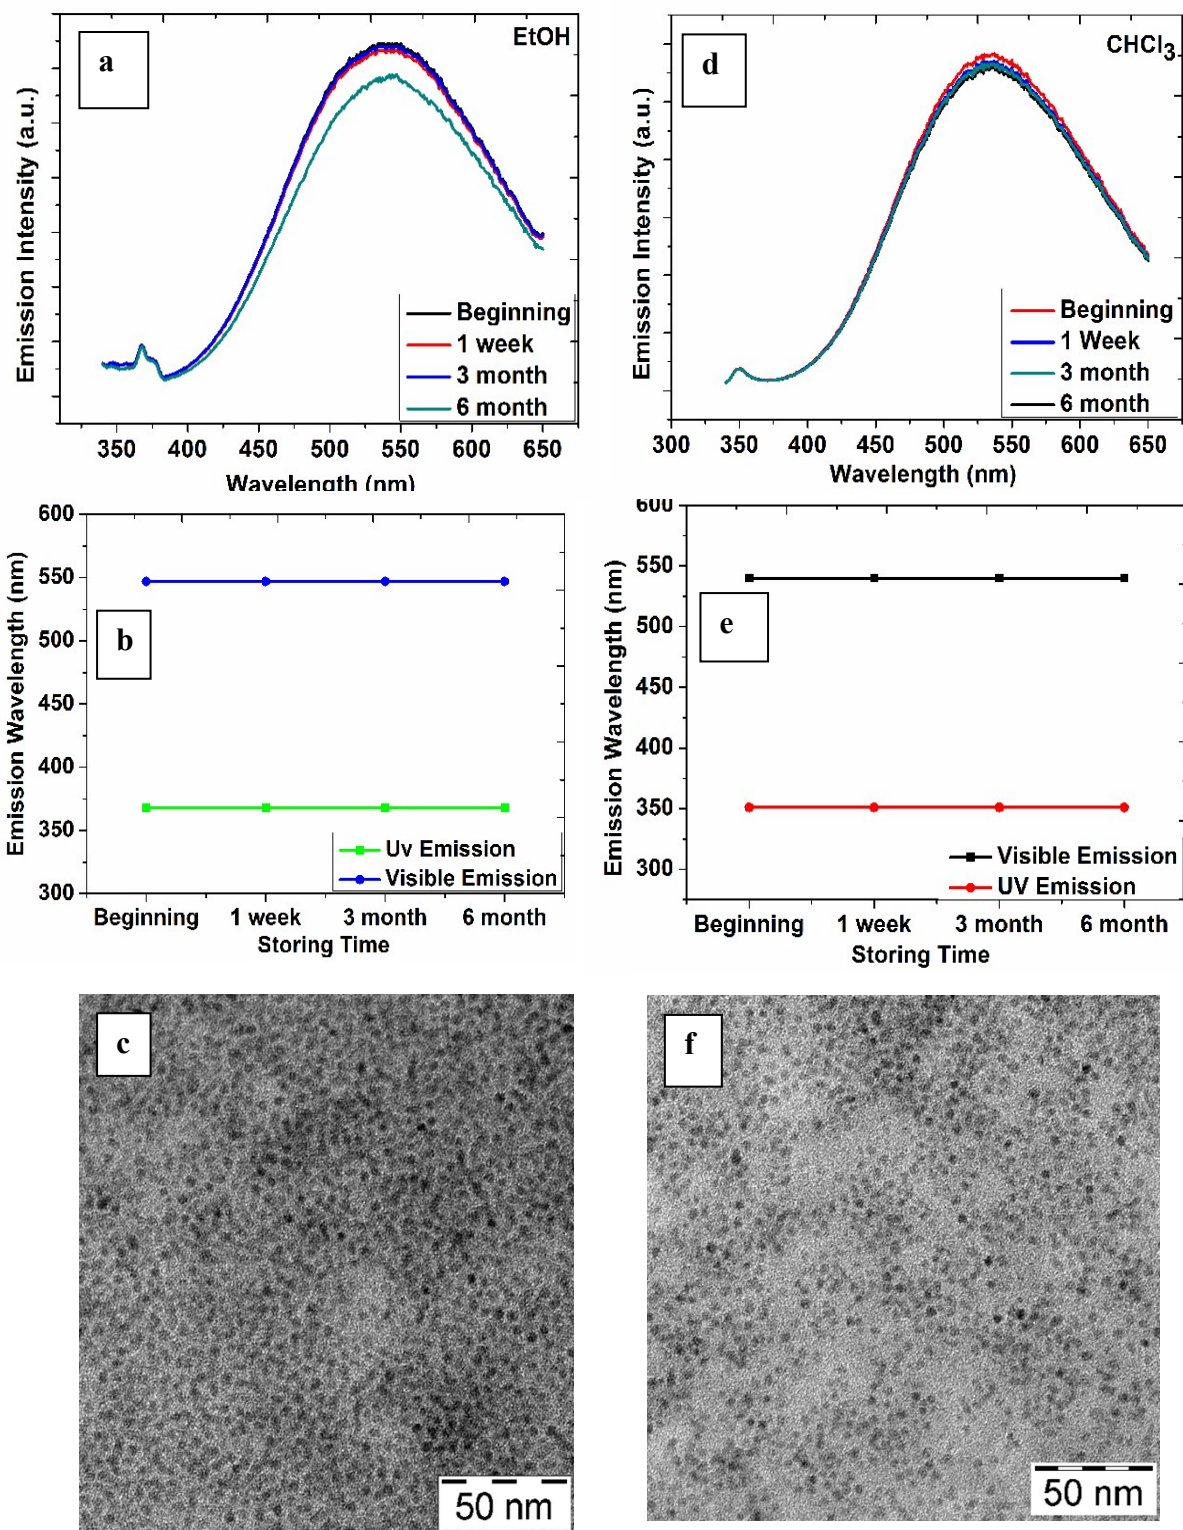 a
EtOH
Emission Intensity (a.u.)
Beginning
1 week
3 month
6 month
350 400 450 500 550 600 650
Wavelength (nm)
d
CHCl3
Emission Intensity (a.u.)
Beginning
1 Week
3 month
6 month
300 350 400 450 500 550 600 650
Wavelength (nm)
b
Emission Wavelength (nm)
600
550
500
450
400
350
300
Uv Emission
Visible Emission
Beginning 1 week 3 month 6 month
Storing Time
e
Emission Wavelength (nm)
600
550
500
450
400
350
300
Visible Emission
UV Emission
Beginning 1 week 3 month 6 month
Storing Time
c
50 nm
f
50 nm